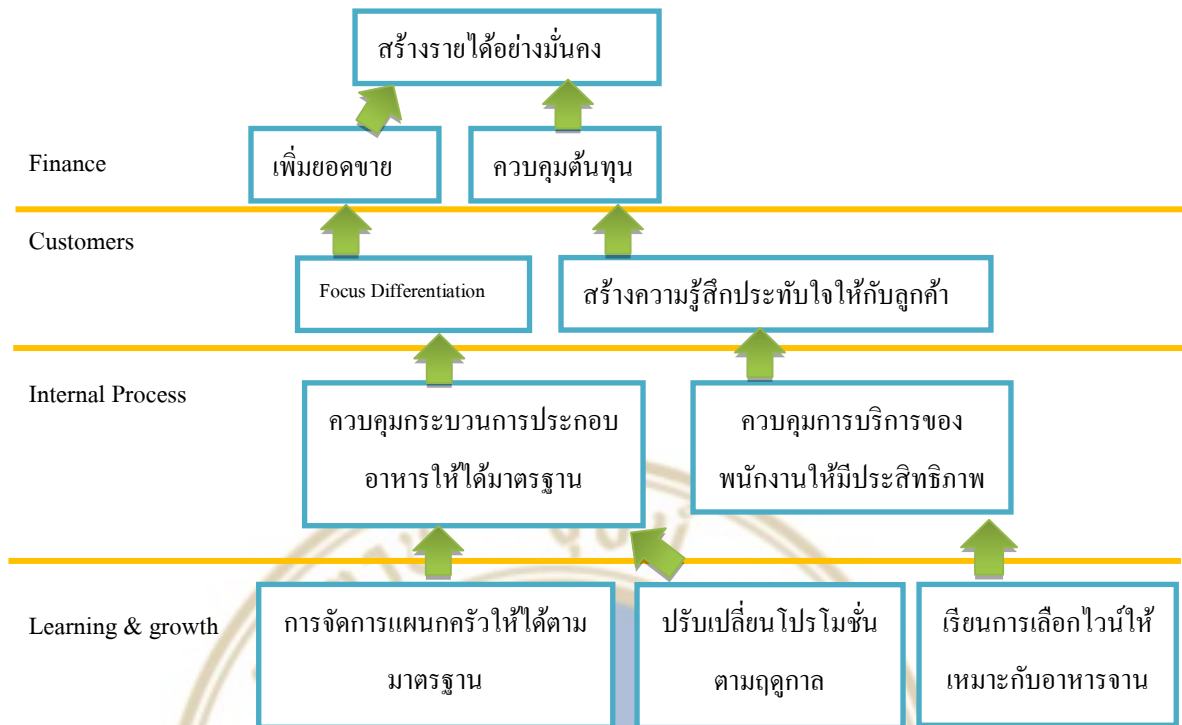 สร้างรายได้อย่างมั่นคง
Finance
เพิ่มยอดขาย
ควบคุมต้นทุน
Customers
Focus Differentiation
สร้างความรู้สึกประทับใจให้กับลูกค้า
Internal Process
ควบคุมกระบวนการประกอบ
อาหารให้ได้มาตรฐาน
ควบคุมการบริการของ
พนักงานให้มีประสิทธิภาพ
Learning & growth
การจัดการแผนกครัวให้ได้ตาม
มาตรฐาน
ปรับเปลี่ยนโปรโมชั่น
ตามฤดูกาล
เรียนการเลือกไวน์ให้
เหมาะกับอาหารจาน